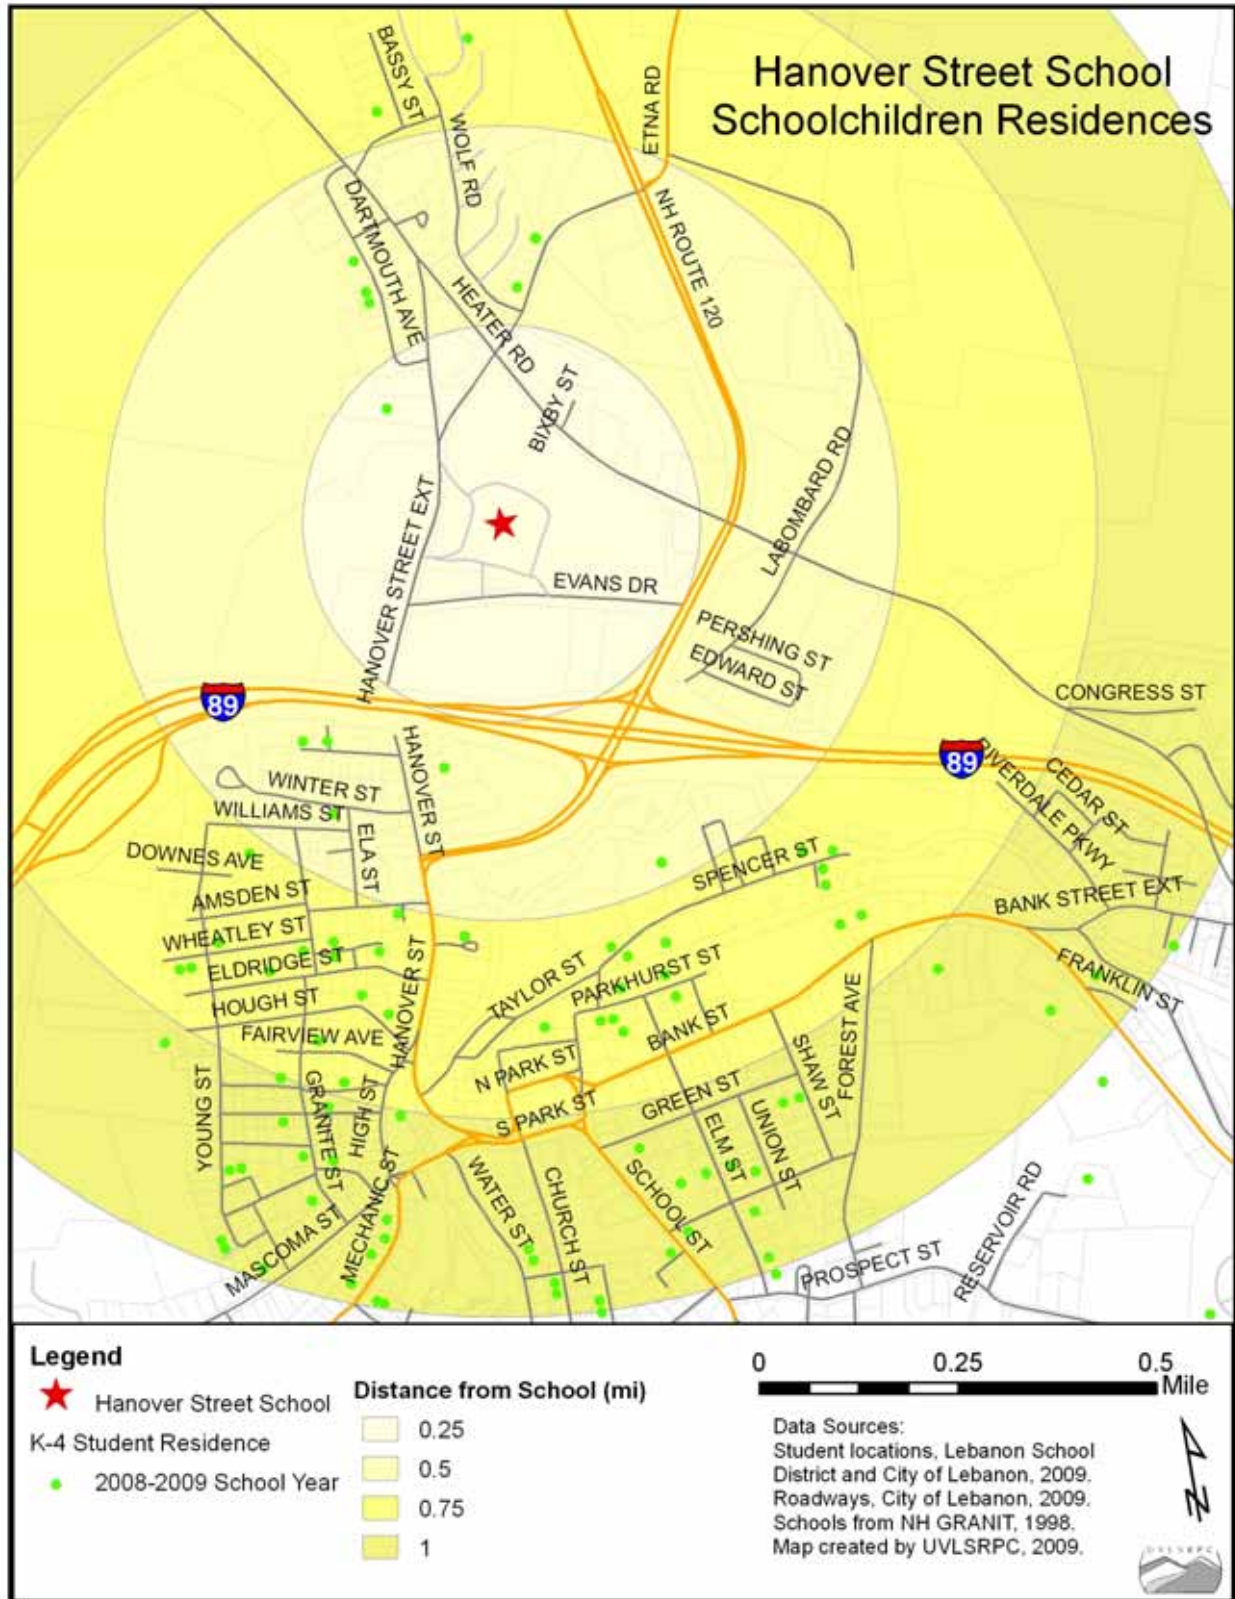 Hanover Street School
Schoolchildren Residences
BASSY ST
WOLF RD
ETNA RD
DARTMOUTH AVE
NH ROUTE 120
HEATER RD
BIXBY ST
LABOMBARD RD
HANOVER STREET EXT
EVANS DR
PERSHING ST
EDWARD ST
CONGRESS ST
89
89
HANOVER ST
RIVERDALE PKWY
CEDAR ST
WINTER ST
WILLIAMS ST
ELA ST
DOWNES AVE
SPENCER ST
AMSDEN ST
BANK STREET EXT
WHEATLEY ST
ELDRIDGE ST
HANOVER ST
TAYLOR ST
PARKHURST ST
FRANKLIN ST
HOUGH ST
FAIRVIEW AVE
BANK ST
FOREST AVE
SHAW ST
N PARK ST
YOUNG ST
GRANITE ST
HIGH ST
GREEN ST
S PARK ST
ELM ST
UNION ST
MECHANIC ST
WATER ST
CHURCH ST
SCHOOL ST
MASCOMA ST
PROSPECT ST
RESERVOIR RD
Legend
Hanover Street School
K-4 Student Residence
2008-2009 School Year
Distance from School (mi)
0.25
0.5
0.75
1
0 0.25 0.5
Mile
Data Sources:
Student locations, Lebanon School
District and City of Lebanon, 2009.
Roadways, City of Lebanon, 2009.
Schools from NH GRANIT, 1998.
Map created by UVLSRPC, 2009.
N
UVLSRPC